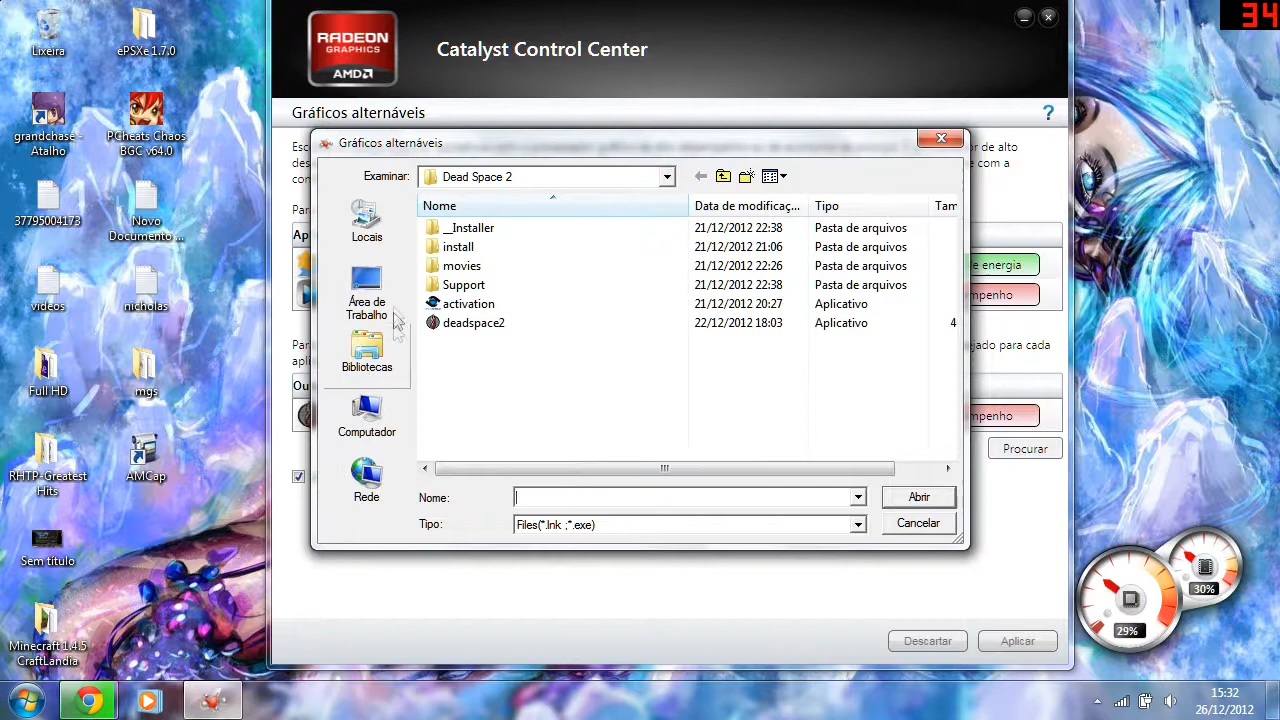 Lixeira
ePSXe 1.7.0
grandchase -
Atalho
PCheats Chaos
BGC v64.0
37795004173
Novo
Documento ...
videos
nicholas
Full HD
mgs
RHTP-Greatest
Hits
AMCap
Sem título
Minecraft 1.4.5
CraftLandia
34
RADEON
GRAPHICS
AMD
Catalyst Control Center
Gráficos alternáveis
?
Gráficos alternáveis
Examinar:
Dead Space 2
Locais
Área de
Trabalho
Bibliotecas
Computador
Rede
Nome
Data de modificaç...
Tipo
Tam
__Installer
21/12/2012 22:38
Pasta de arquivos
install
21/12/2012 21:06
Pasta de arquivos
movies
21/12/2012 22:26
Pasta de arquivos
Support
21/12/2012 22:38
Pasta de arquivos
activation
21/12/2012 20:27
Aplicativo
deadspace2
22/12/2012 18:03
Aplicativo
4
Nome:
Abrir
Tipo:
Files(*.lnk ;*.exe)
Cancelar
or de alto
com a
e energia
npenho
ejado para cada
npenho
Procurar
Descartar
Aplicar
30%
29%
15:32
26/12/2012